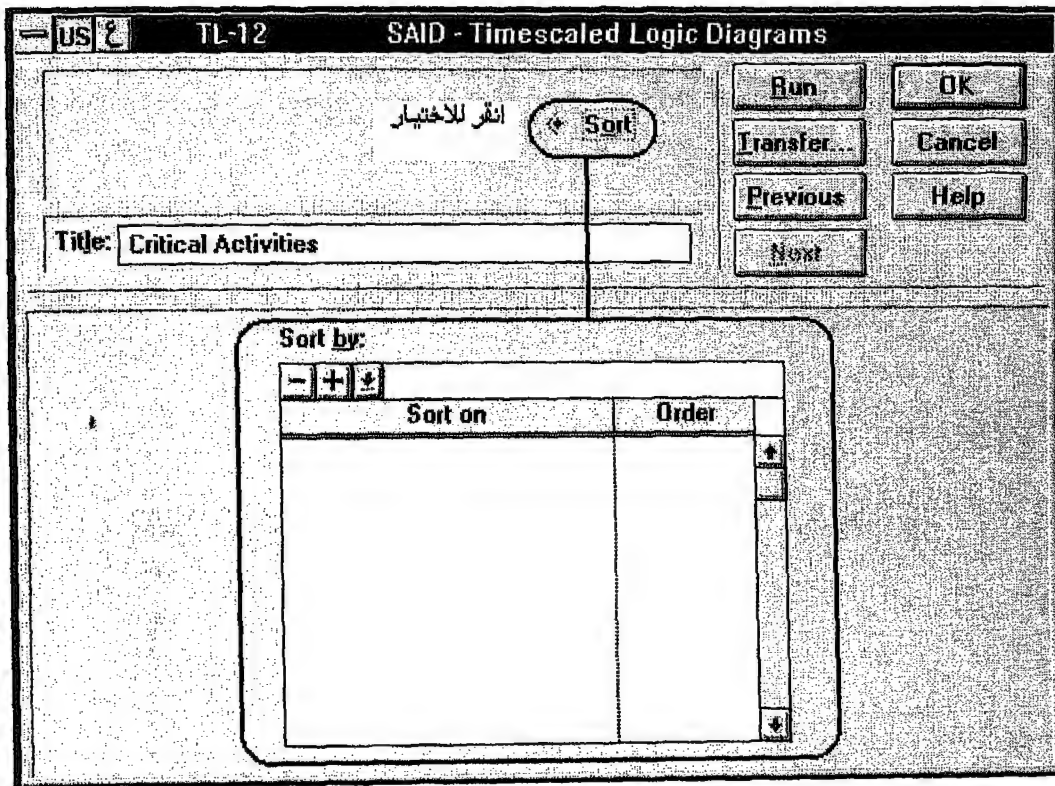 US ع TL-12 SAID - Timescaled Logic Diagrams
انقر للاختيار Sort
Run OK
Transfer... Cancel
Previous Help
Title: Critical Activities
Next
Sort by:
Sort on Order